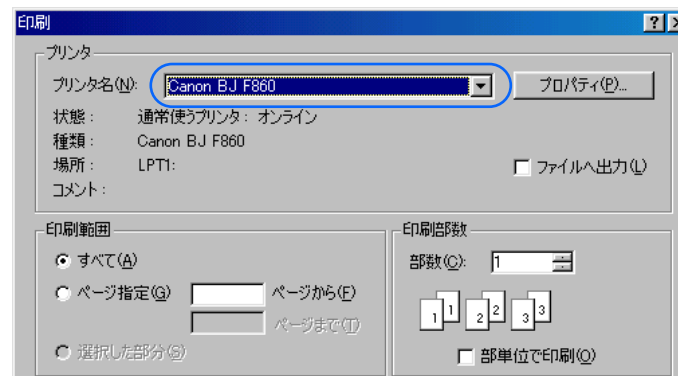 印刷
プリンタ
プリンタ名(N): Canon BJ F860 プロパティ(P)...
状態： 通常使うプリンタ： オンライン
種類： Canon BJ F860
場所： LPT1: ファイルへ出力(L)
コメント：
印刷範囲
すべて(A)
ページ指定(G) ページから(F)
ページまで(T)
選択した部分(S)
印刷部数
部数(C): 1
1 1 2 2 3 3
部単位で印刷(O)